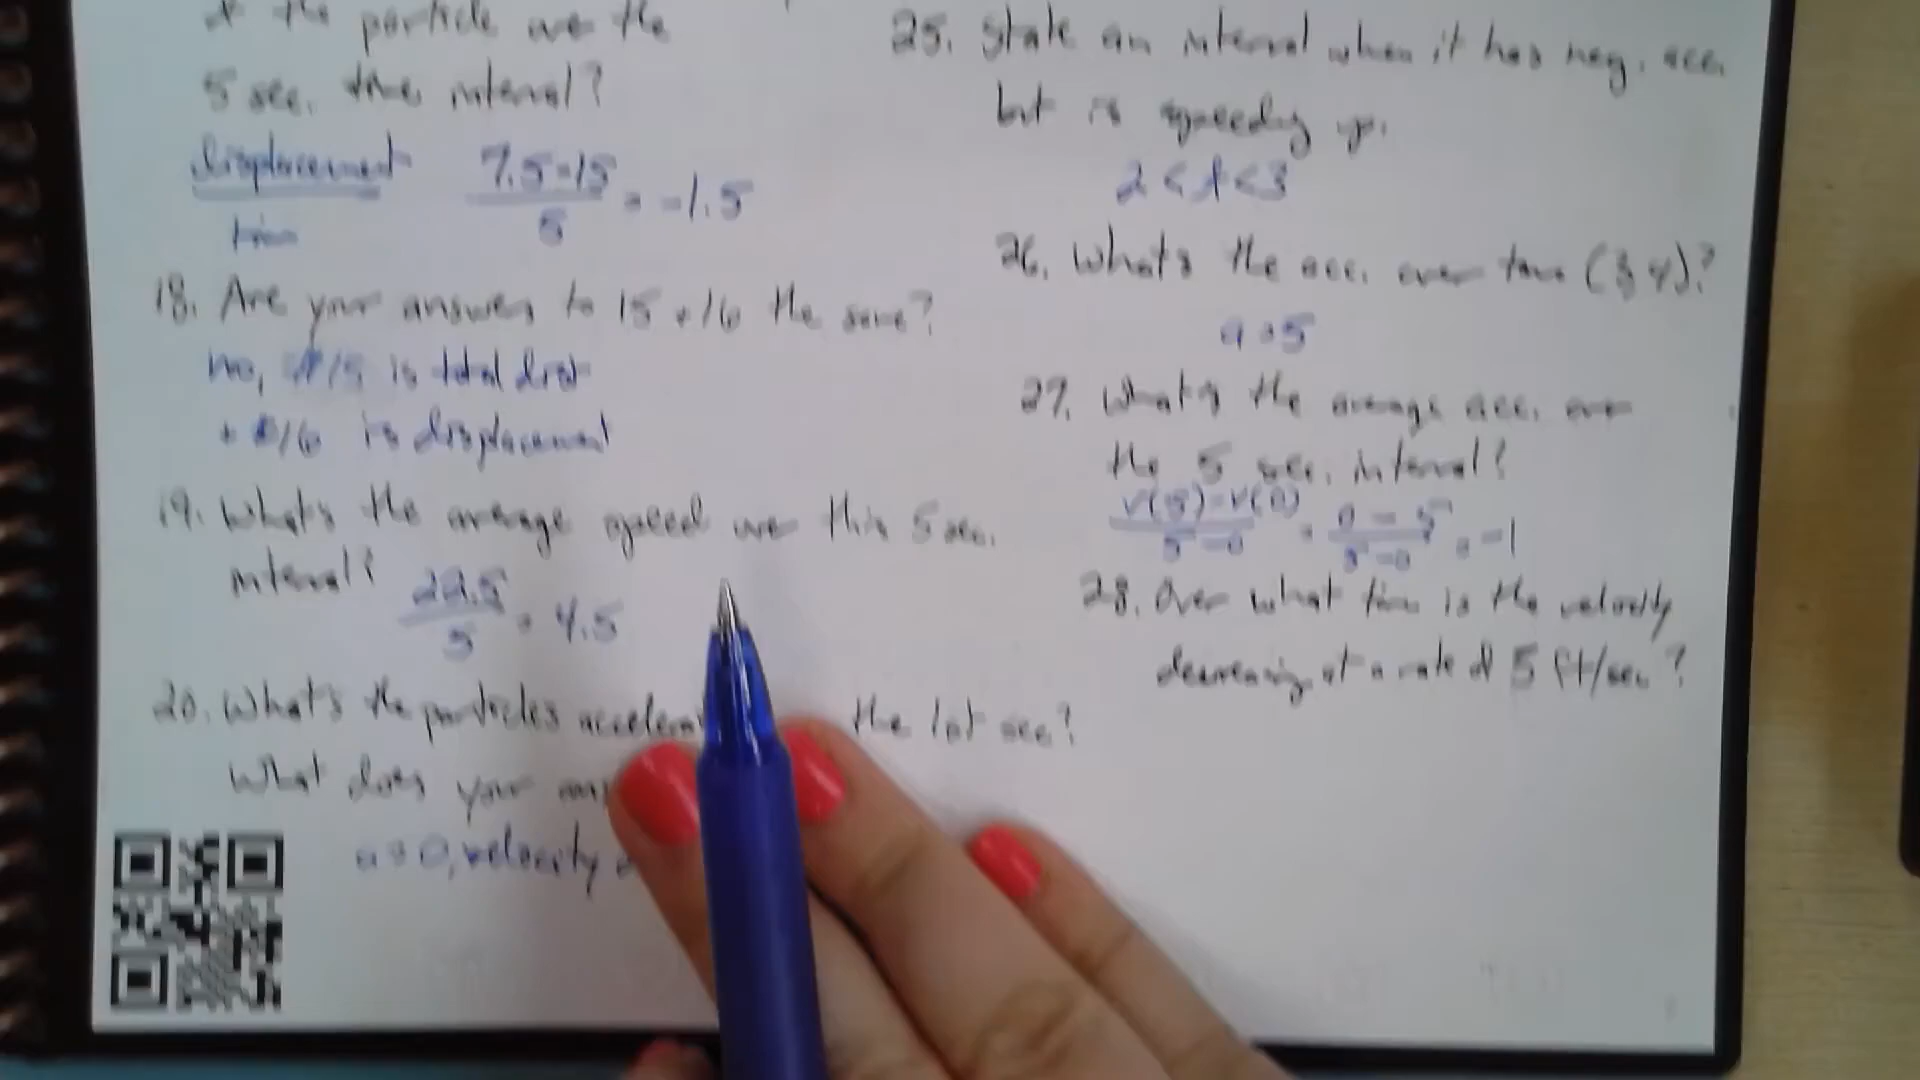 of the particle over the
5 sec. time interval?
displacement 7.5-15 = -1.5
time 5
18. Are your answers to 15 + 16 the same?
no, #15 is total dist
+ #16 is displacement
19. What's the average speed over this 5 sec.
interval? 22.5 = 4.5
5
20. What's the particles the 1st sec?
What does your
a = 0, velocity
25. State an interval when it has neg. acc.
but is speeding up.
2 < t < 3
26. What's the acc. over time (3,4)?
a = 5
27. What's the average acc. over
the 5 sec. interval?
v(5)-v(0) = 0 - 5 = -1
5-0 5-0
28. Over what time is the velocity
decreasing at a rate of 5 ft/sec?